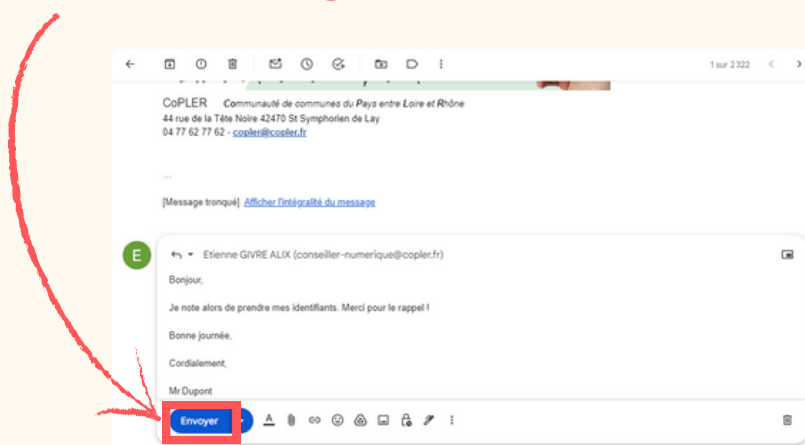 1 sur 2322
CoPLER Communauté de communes du Pays entre Loire et Rhône
44 rue de la Tête Noire 42470 St Symphorien de Lay
04 77 62 77 62 - copler@copler.fr
...
[Message tronqué] Afficher l'intégralité du message
E
Etienne GIVRE ALIX (conseiller-numerique@copler.fr)
Bonjour,
Je note alors de prendre mes identifiants. Merci pour le rappel !
Bonne journée,
Cordialement,
Mr.Dupont
Envoyer
A